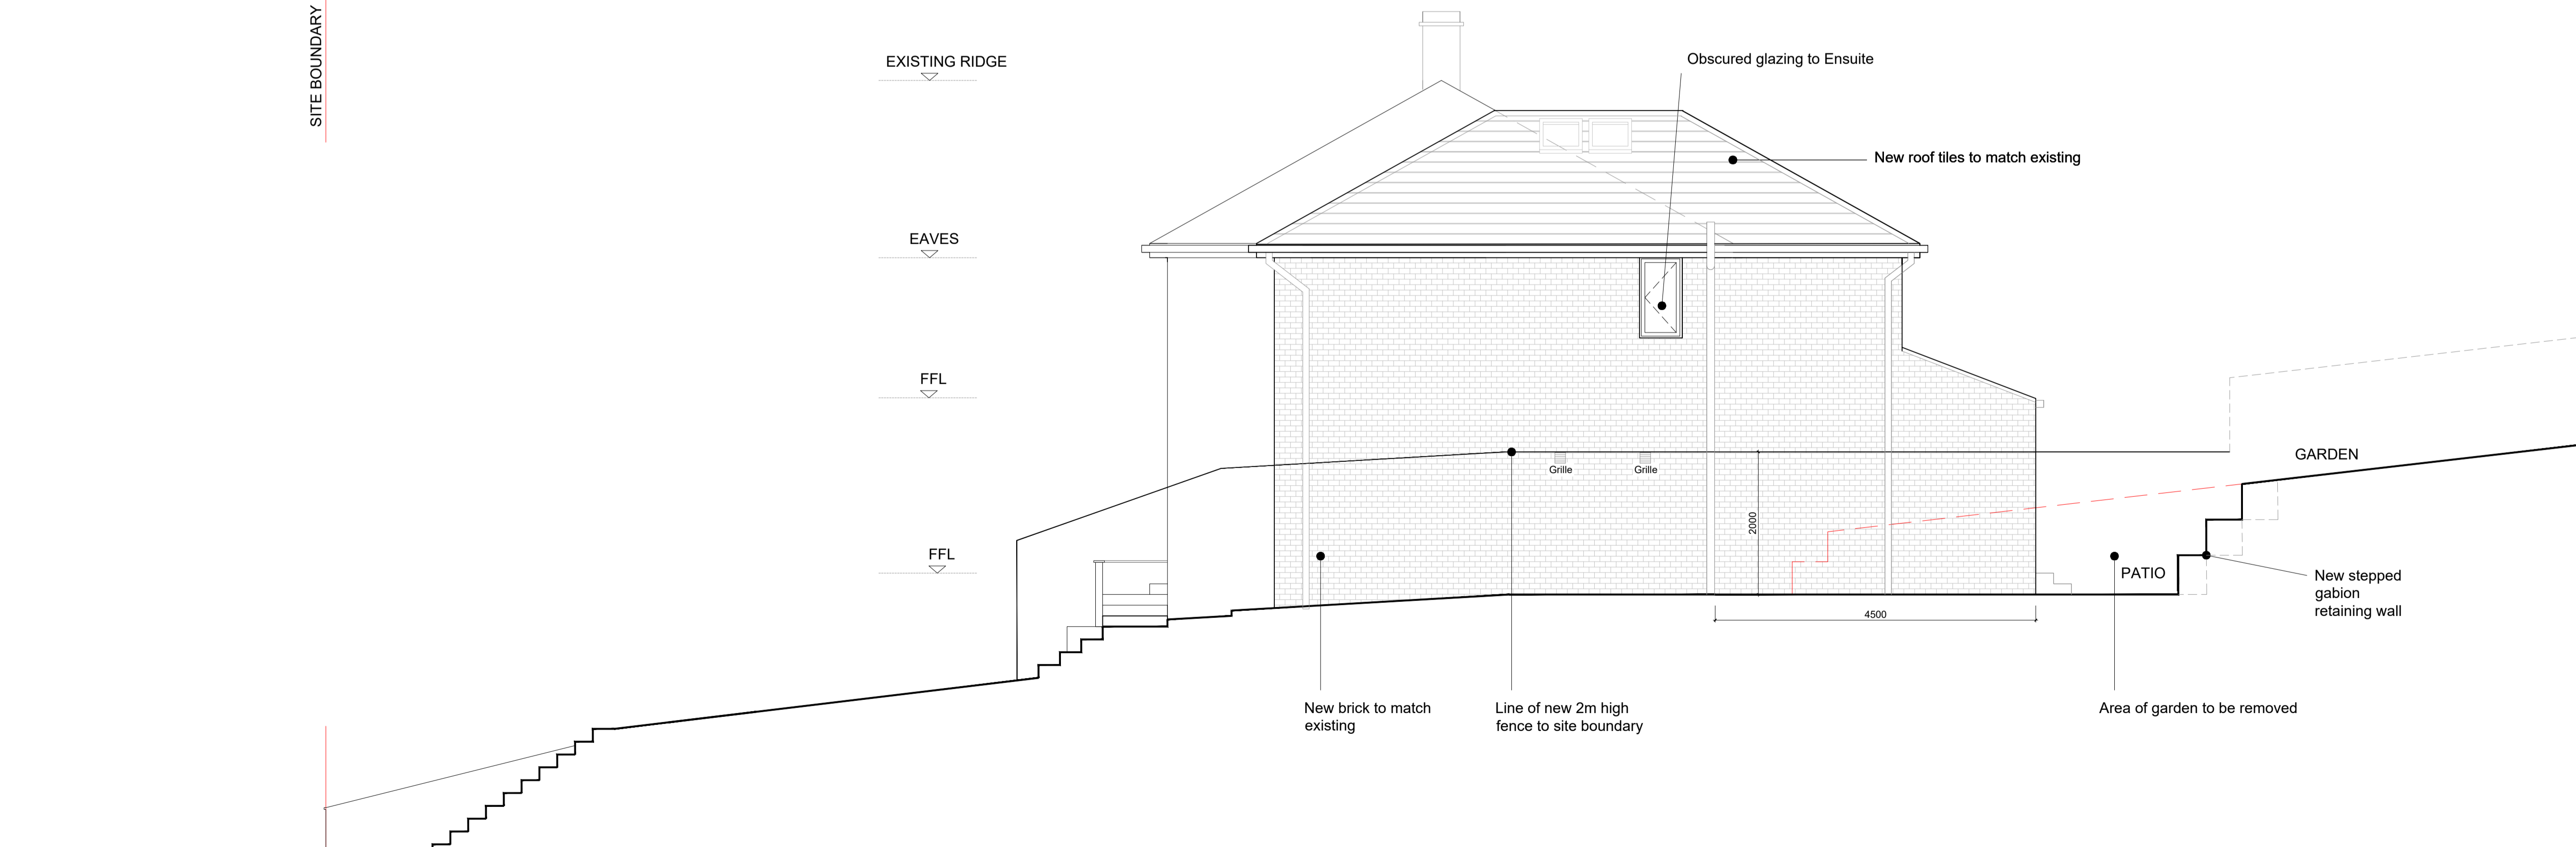 SITE BOUNDARY
EXISTING RIDGE
Obscured glazing to Ensuite
New roof tiles to match existing
EAVES
FFL
GARDEN
Grille
Grille
2000
FFL
PATIO
New stepped
gabion
retaining wall
4500
New brick to match
existing
Line of new 2m high
fence to site boundary
Area of garden to be removed